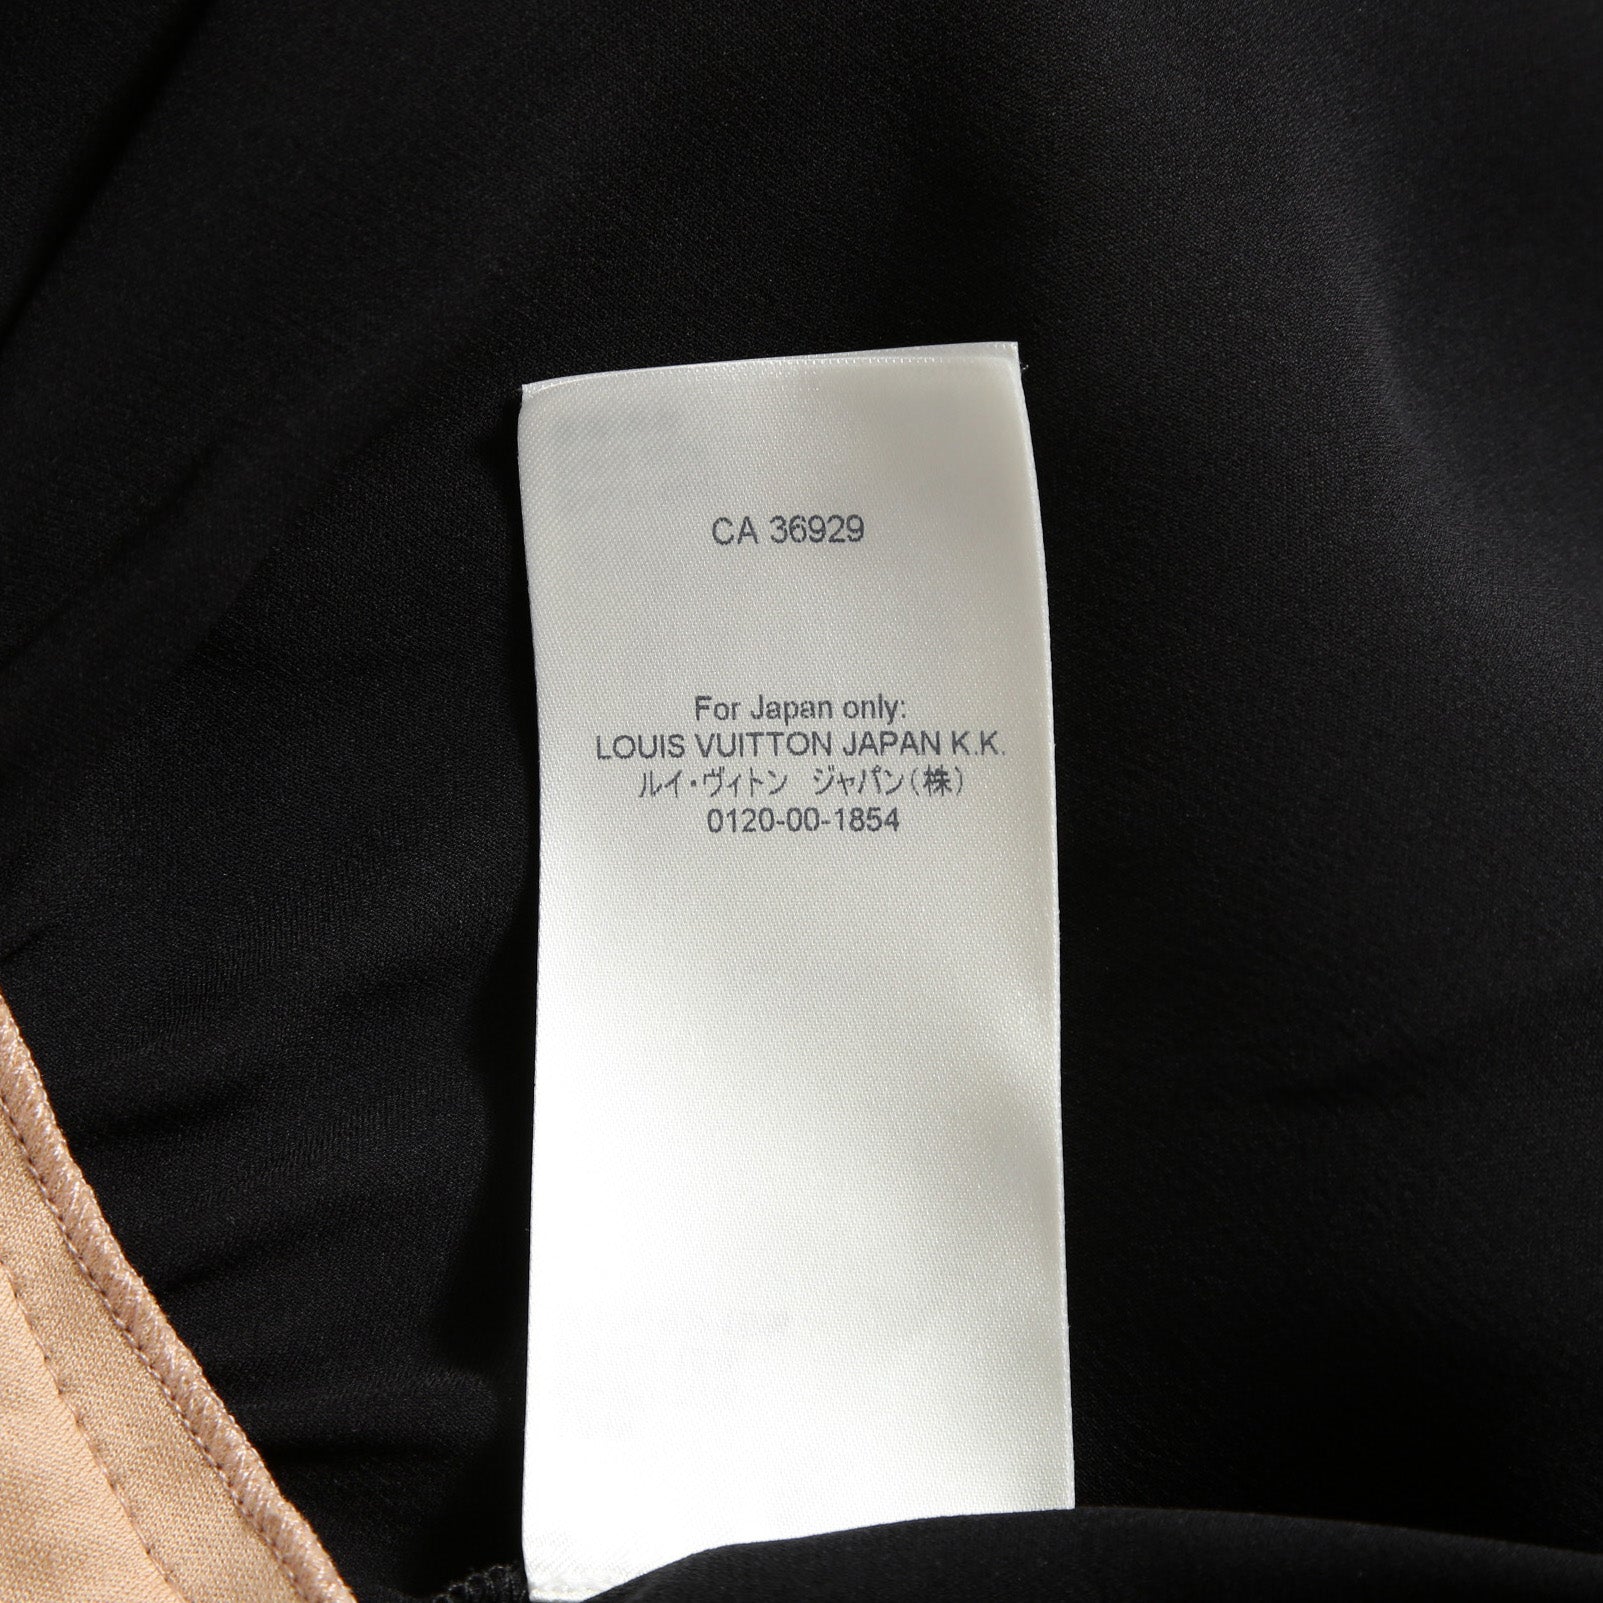 CA 36929
For Japan only:
LOUIS VUITTON JAPAN K.K.
ルイ・ヴィトン ジャパン(株)
0120-00-1854